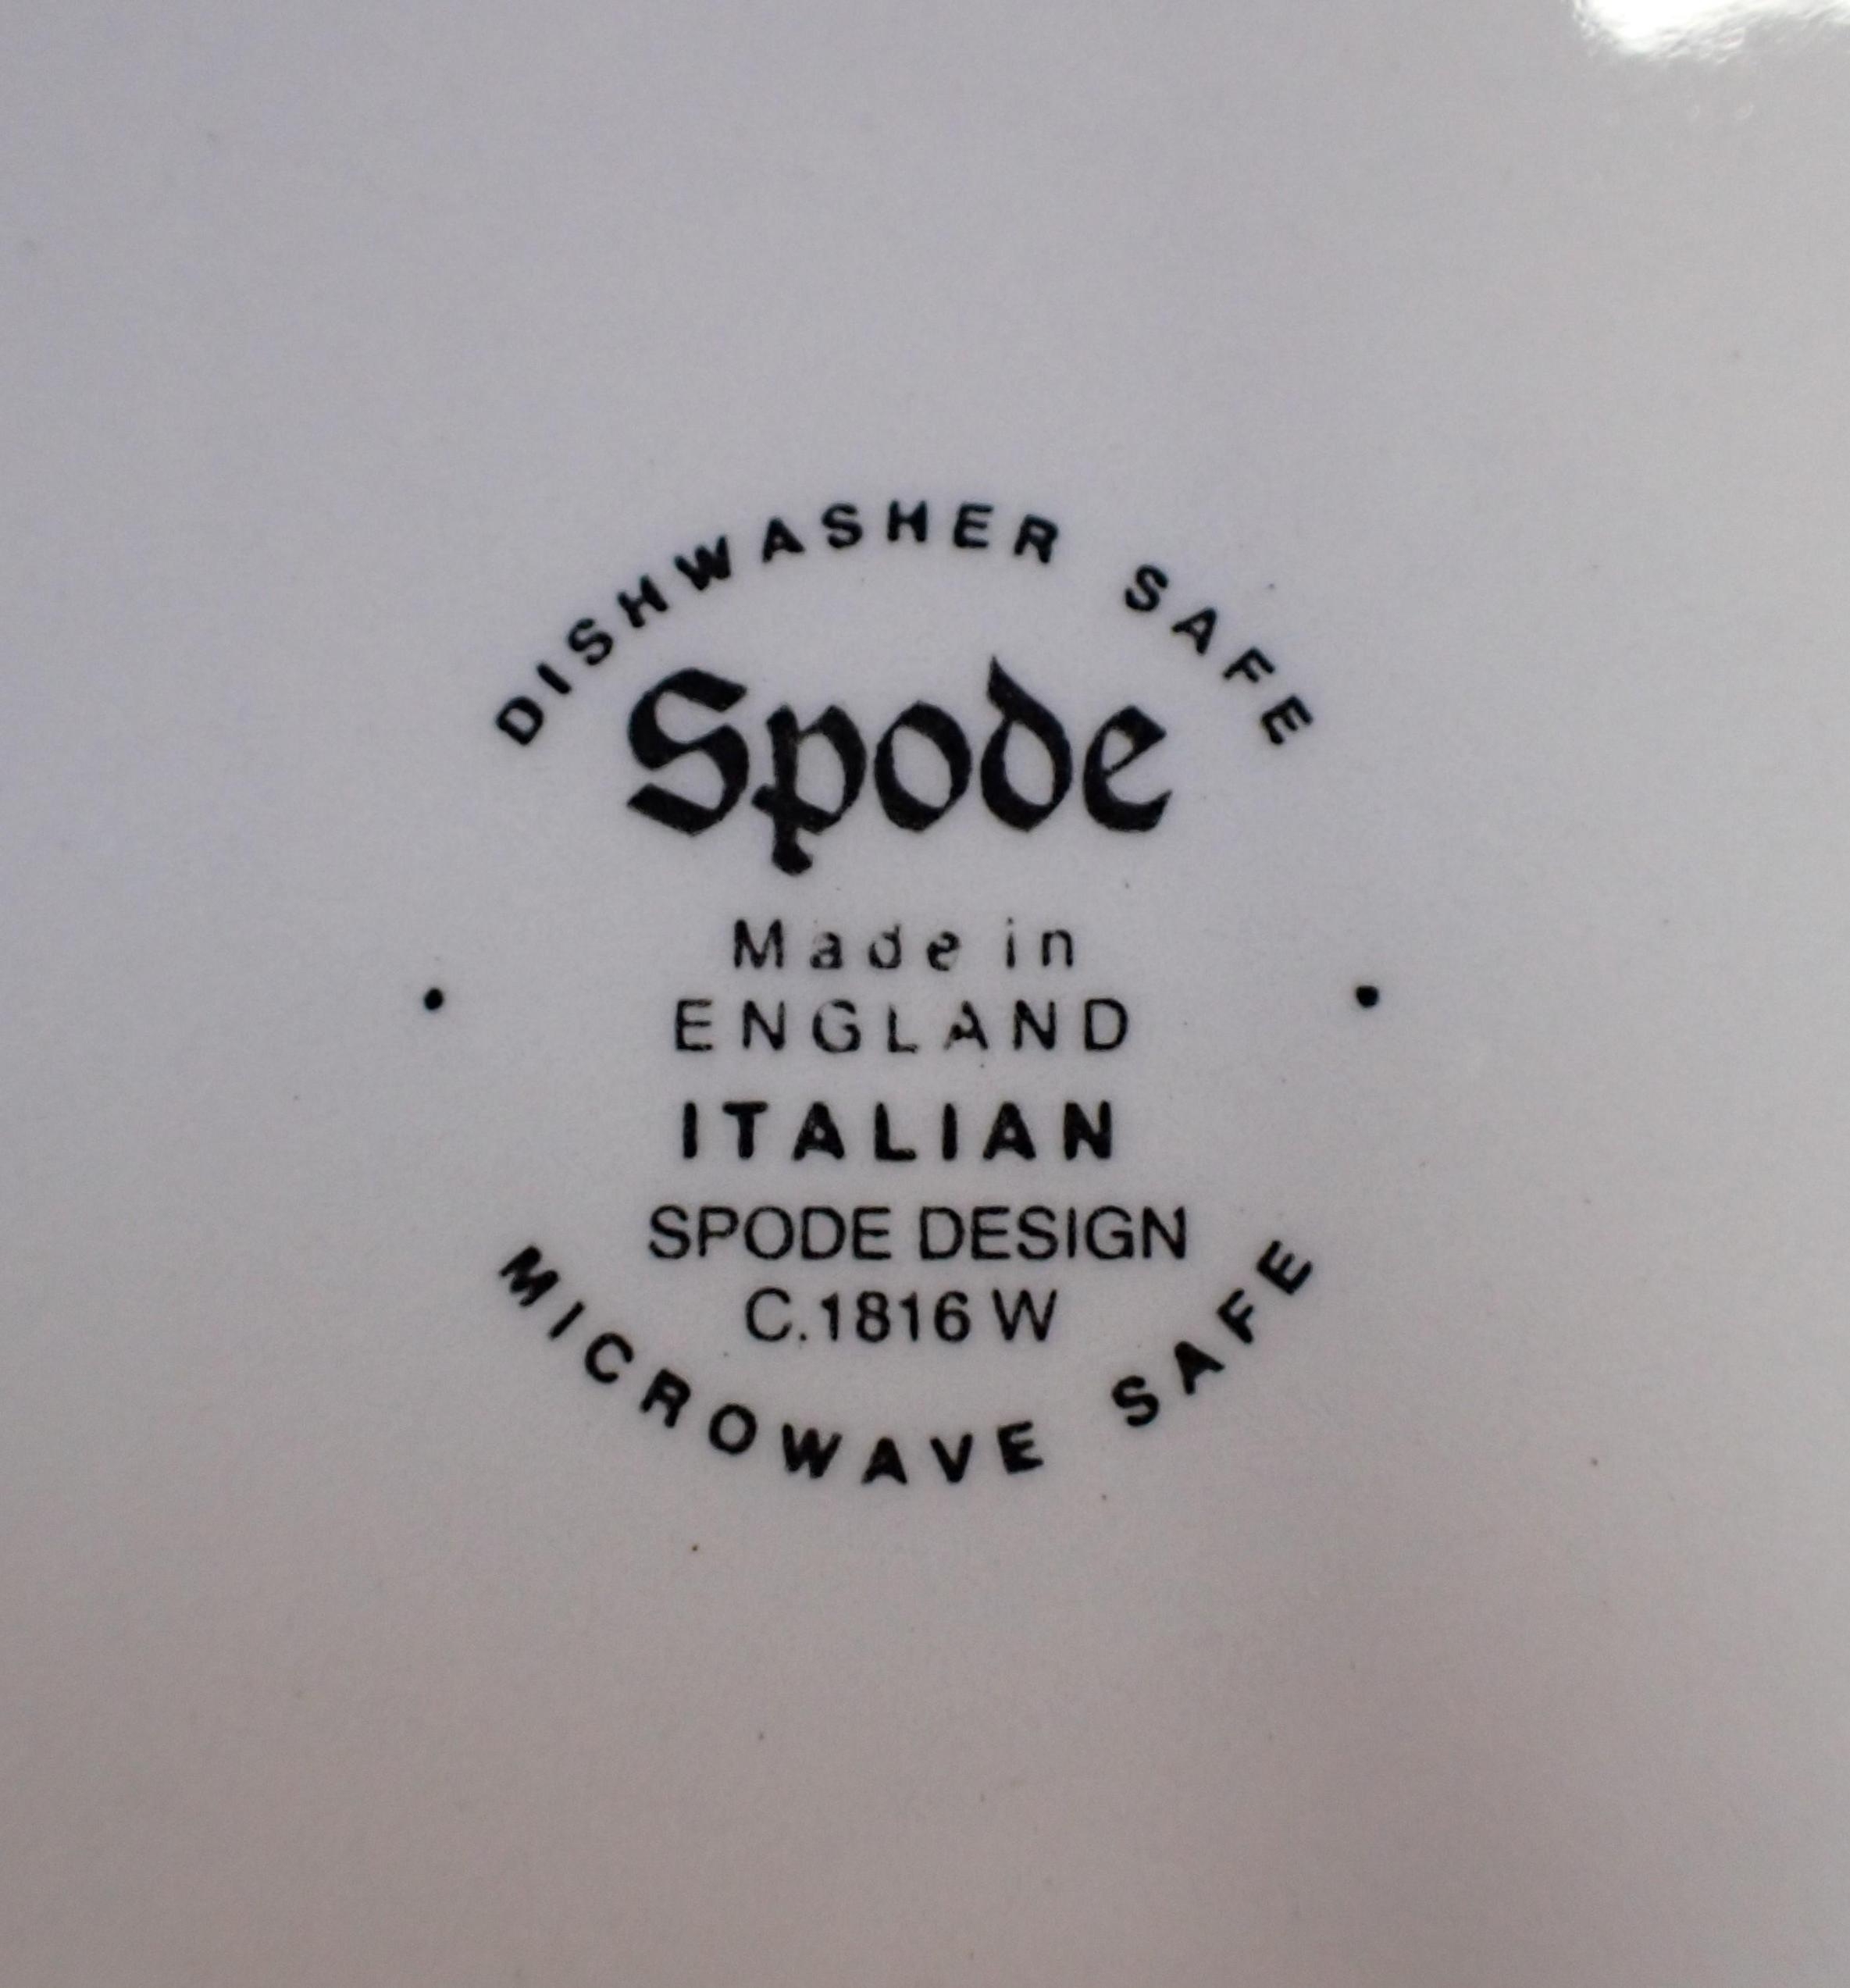 DISHWASHER SAFE
Spode
Made in
ENGLAND
ITALIAN
SPODE DESIGN
C.1816 W
MICROWAVE SAFE